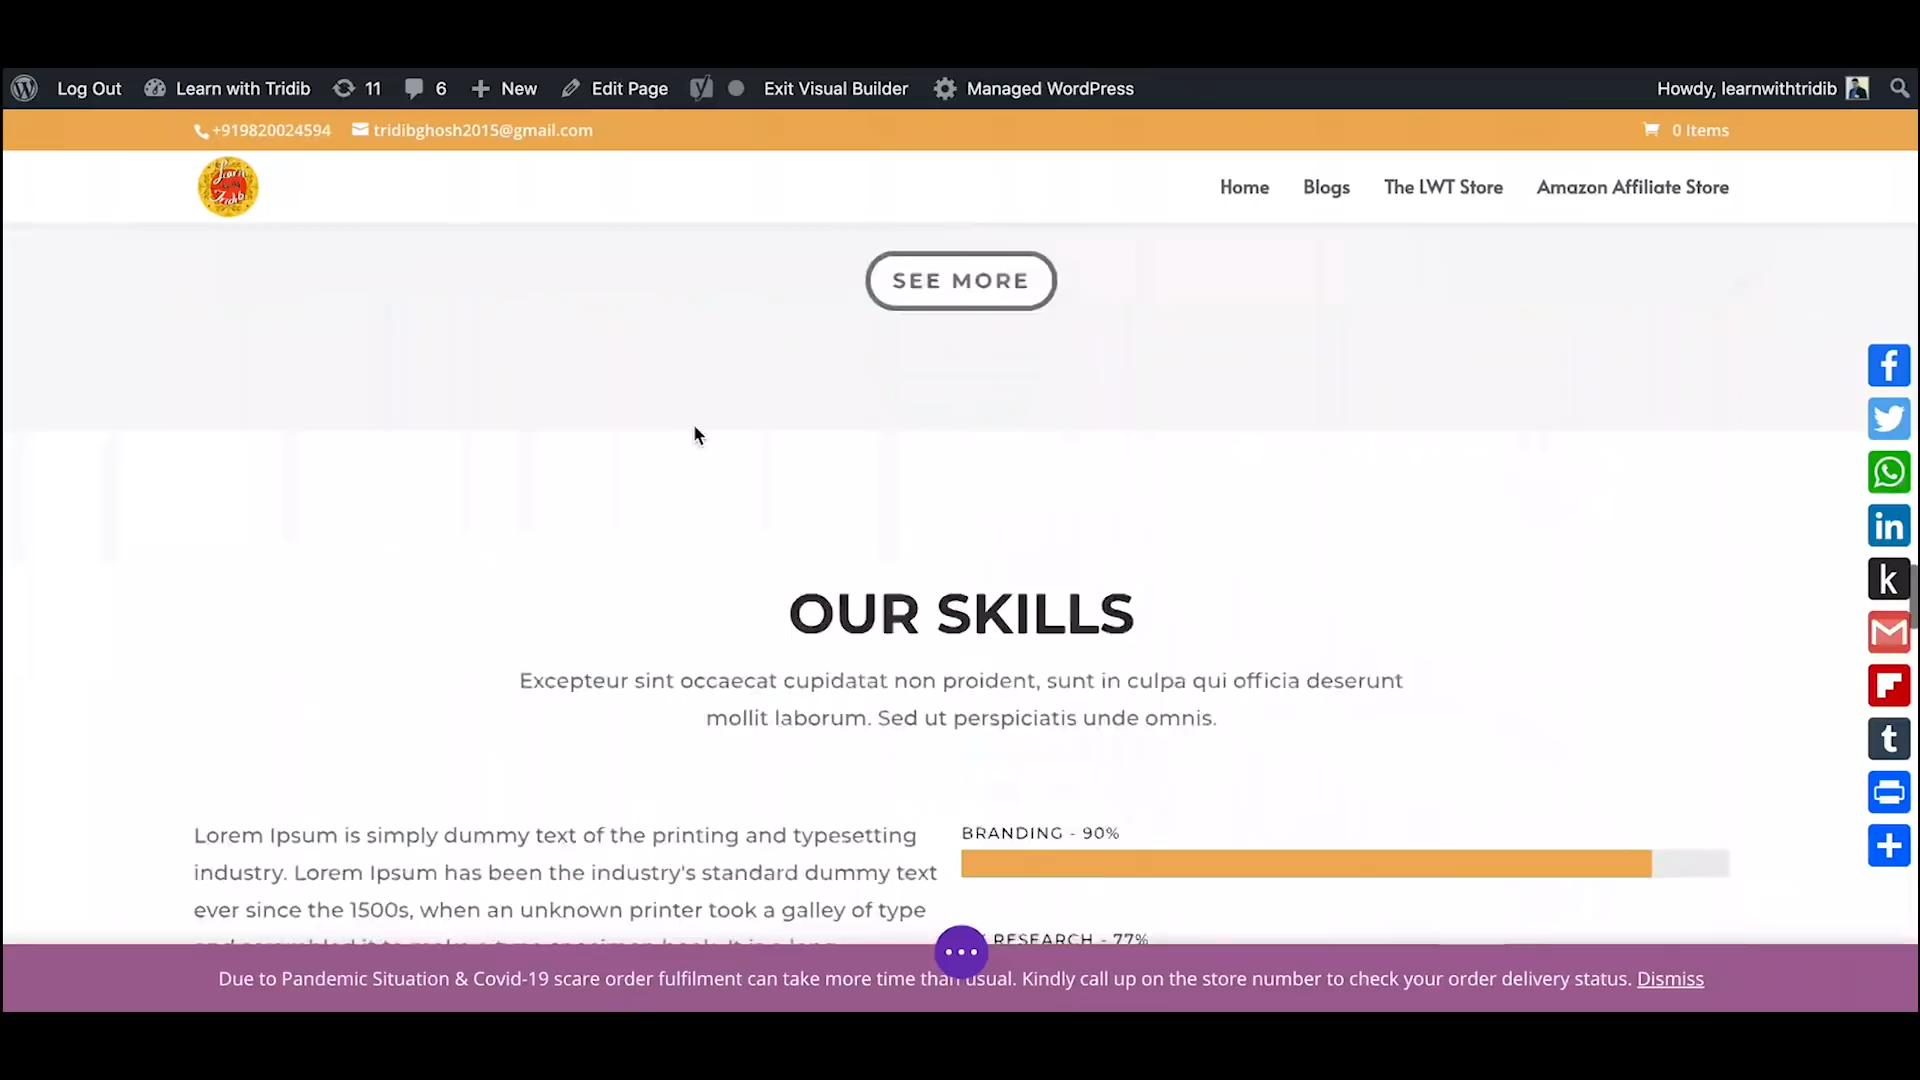 Log Out Learn with Tridib 11 6 New Edit Page Exit Visual Builder Managed WordPress Howdy, learnwithtridib
+919820024594 tridibghosh2015@gmail.com 0 Items
Learn with Tridib
Home Blogs The LWT Store Amazon Affiliate Store
SEE MORE
OUR SKILLS
Excepteur sint occaecat cupidatat non proident, sunt in culpa qui officia deserunt
mollit laborum. Sed ut perspiciatis unde omnis.
Lorem Ipsum is simply dummy text of the printing and typesetting
industry. Lorem Ipsum has been the industry's standard dummy text
ever since the 1500s, when an unknown printer took a galley of type
BRANDING - 90%
RESEARCH - 77%
Due to Pandemic Situation & Covid-19 scare order fulfilment can take more time than usual. Kindly call up on the store number to check your order delivery status. Dismiss